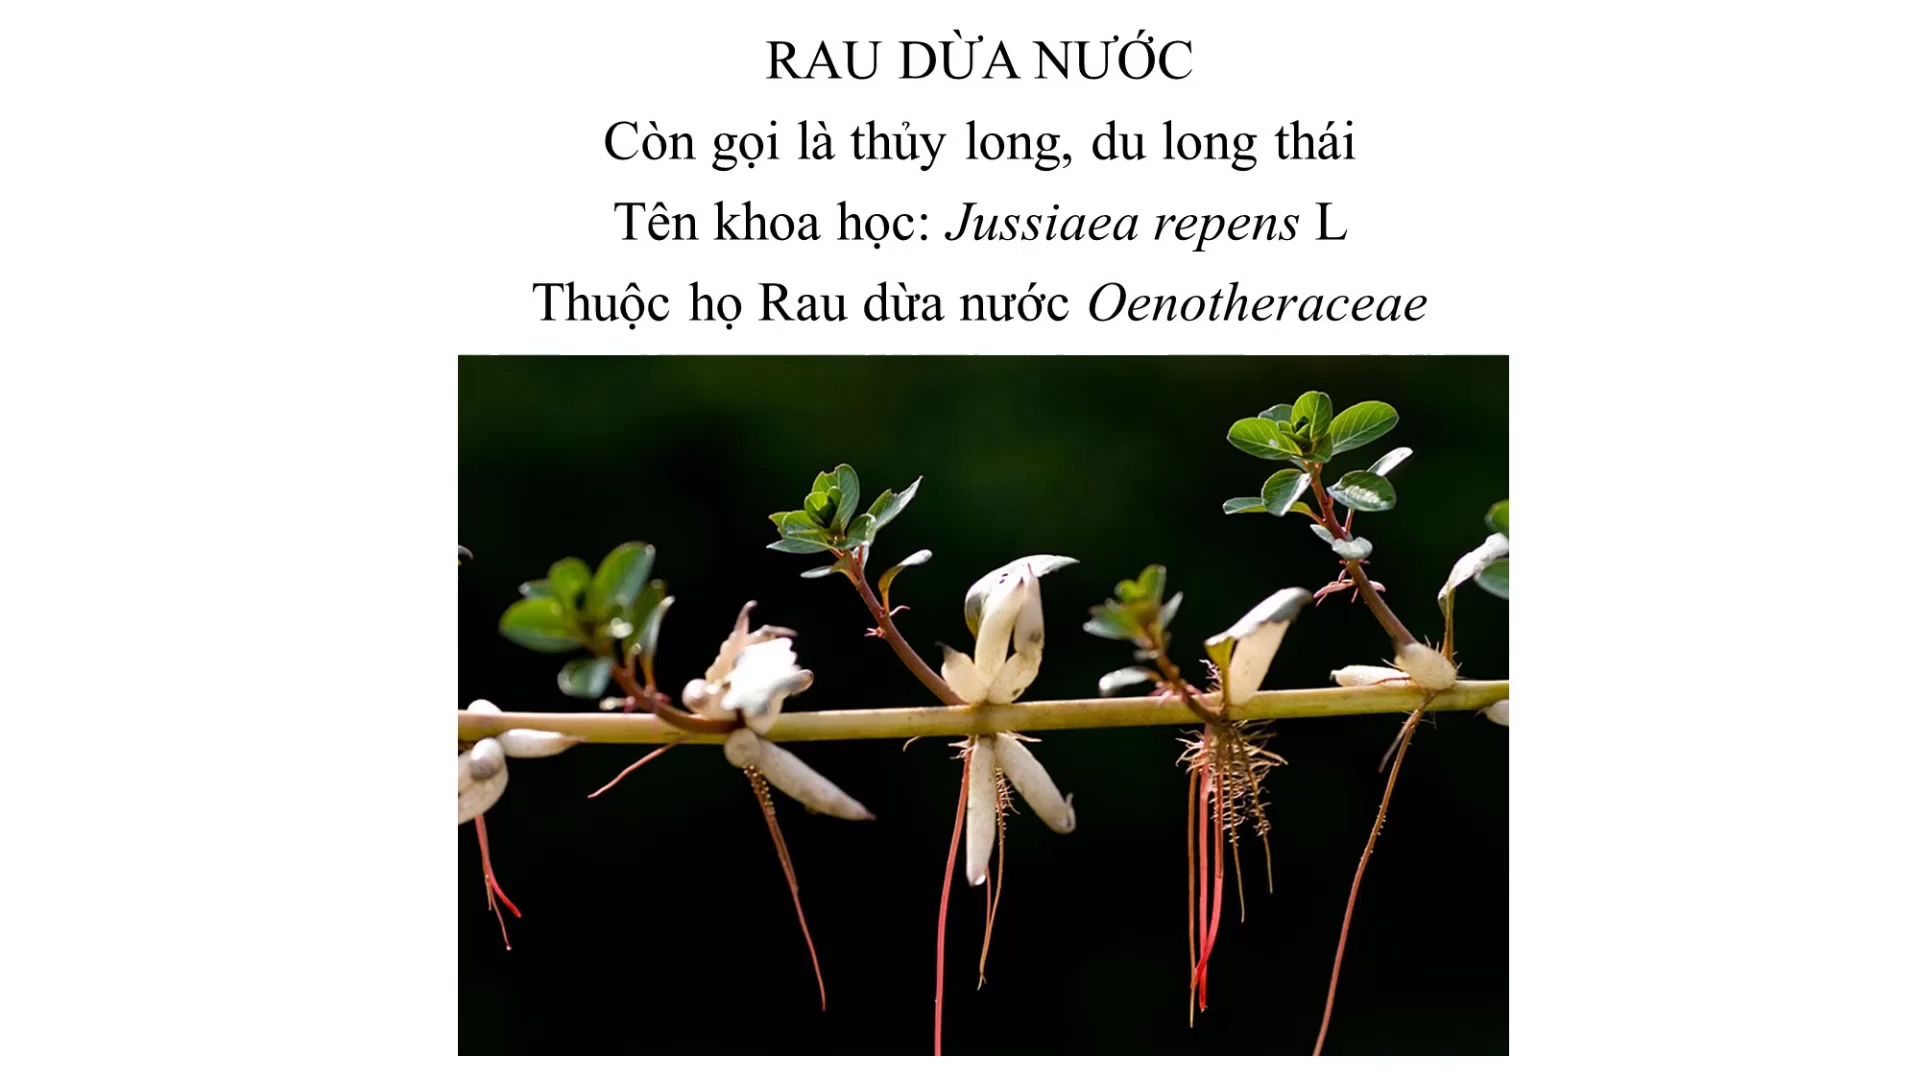 RAU DỪA NƯỚC
Còn gọi là thủy long, du long thái
Tên khoa học: Jussiaea repens L
Thuộc họ Rau dừa nước Oenotheraceae